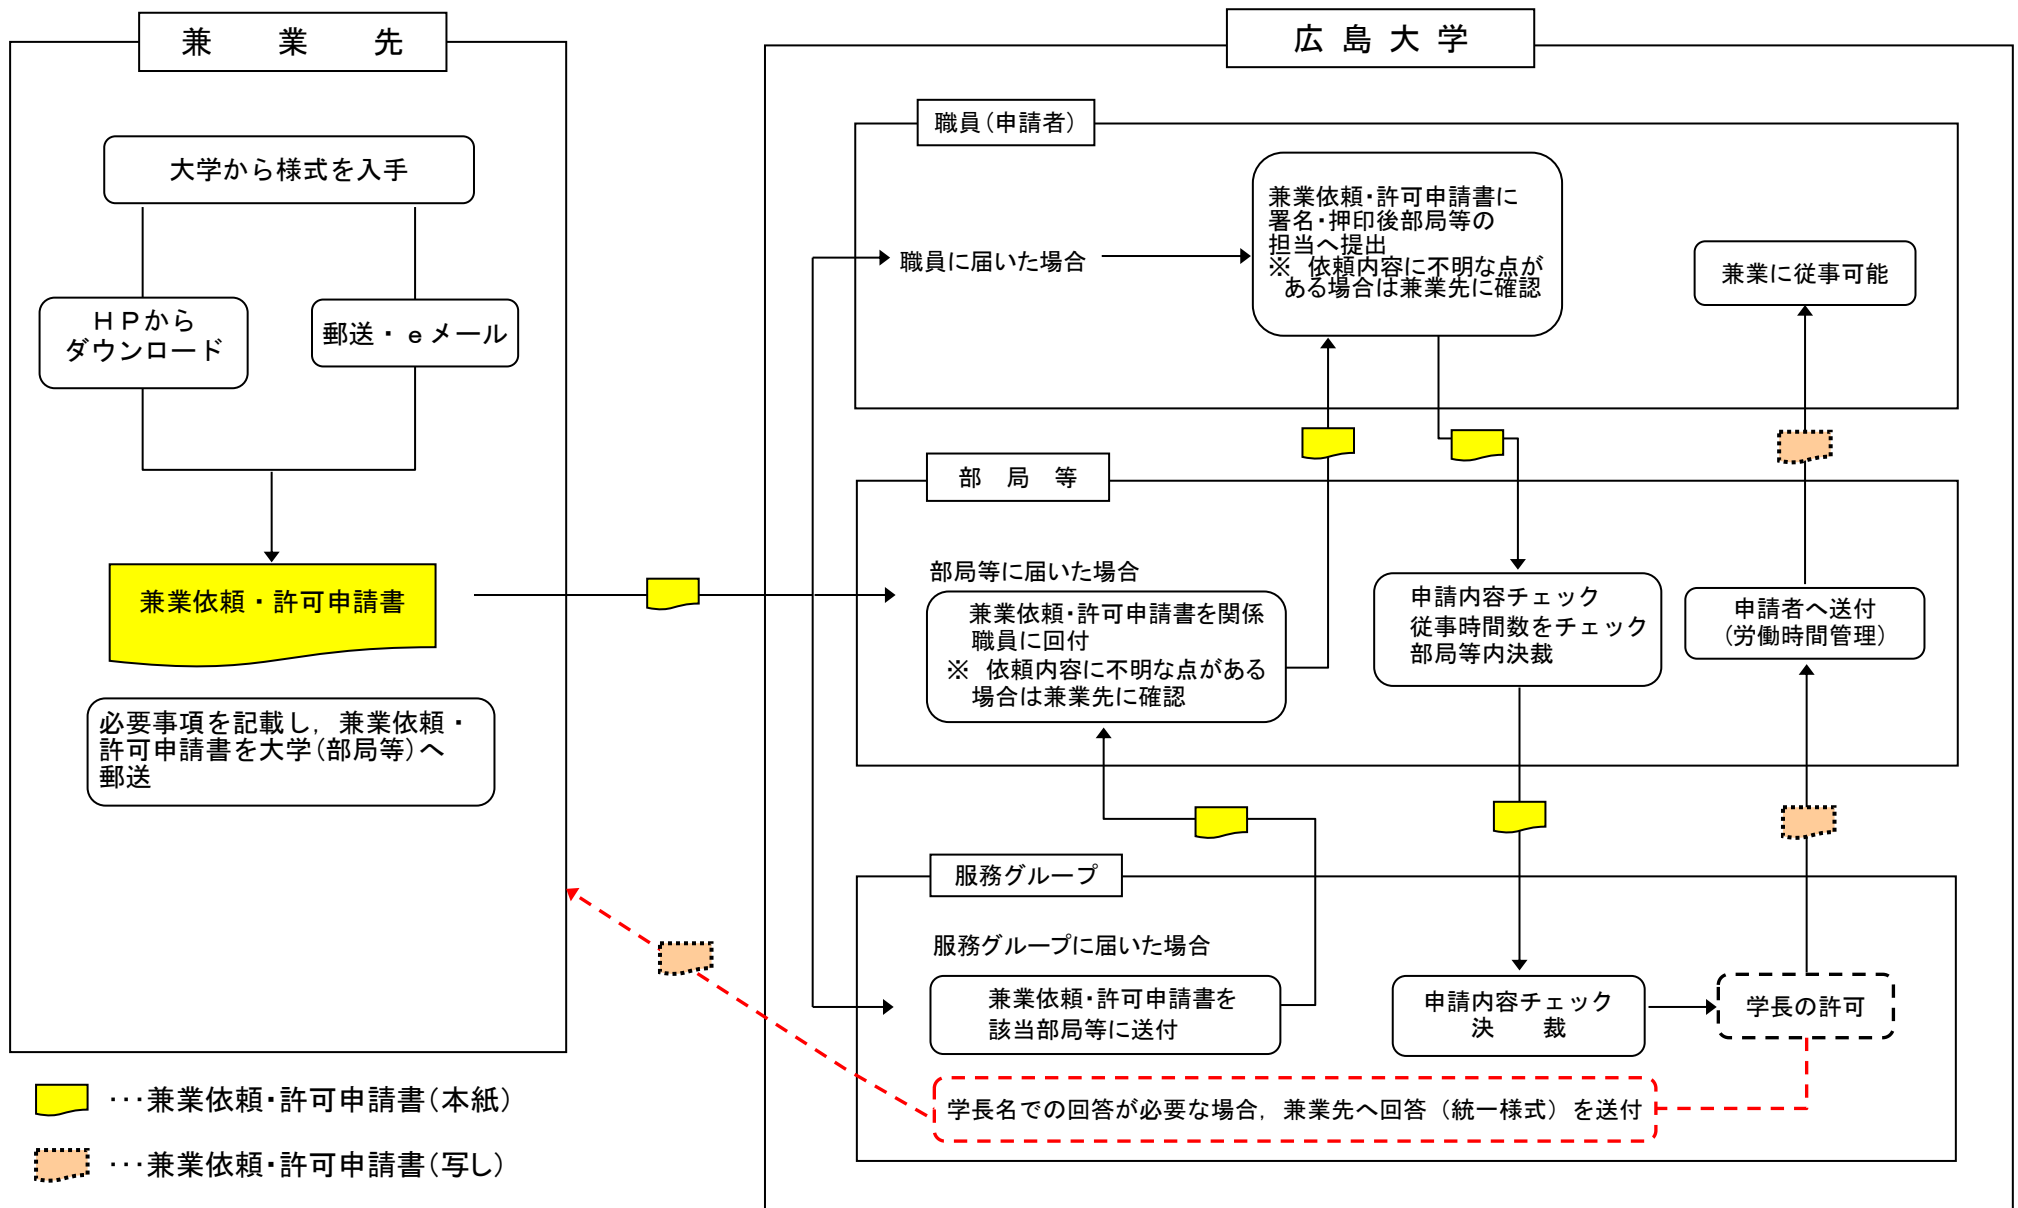 兼　業　先
大学から様式を入手
ＨＰから
ダウンロード
郵送・ｅメール
兼業依頼・許可申請書
必要事項を記載し，兼業依頼・
許可申請書を大学（部局等）へ
郵送
…兼業依頼・許可申請書（本紙）
…兼業依頼・許可申請書（写し）
広島大学
職員（申請者）
職員に届いた場合
兼業依頼・許可申請書に
署名・押印後部局等の
担当へ提出
※　依頼内容に不明な点が
ある場合は兼業先に確認
兼業に従事可能
部　局　等
部局等に届いた場合
兼業依頼・許可申請書を関係
職員に回付
※　依頼内容に不明な点がある
場合は兼業先に確認
申請内容チェック
従事時間数をチェック
部局等内決裁
申請者へ送付
（労働時間管理）
服務グループ
服務グループに届いた場合
兼業依頼・許可申請書を
該当部局等に送付
申請内容チェック
決　　裁
学長の許可
学長名での回答が必要な場合，兼業先へ回答（統一様式）を送付